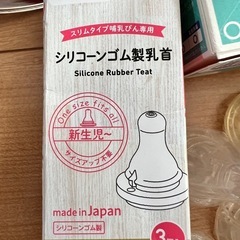 スリムタイプ哺乳びん専用
シリコーンゴム製乳首
Silicone Rubber Teat
One size fits all
新生児~
サイズアップ不要
made in Japan
シリコーンゴム製
3